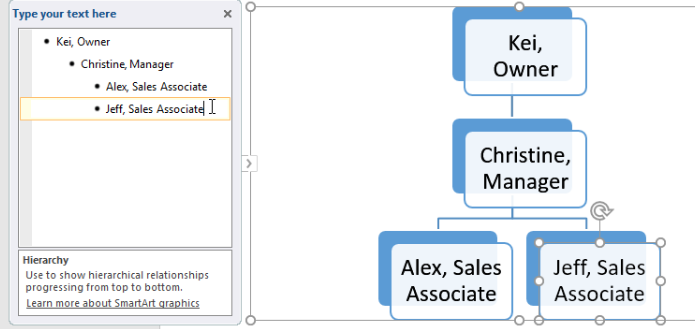 Type your text here
Kei, Owner
Christine, Manager
Alex, Sales Associate
Jeff, Sales Associate
Hierarchy
Use to show hierarchical relationships
progressing from top to bottom.
Learn more about SmartArt graphics
Kei,
Owner
Christine,
Manager
Alex, Sales
Associate
Jeff, Sales
Associate